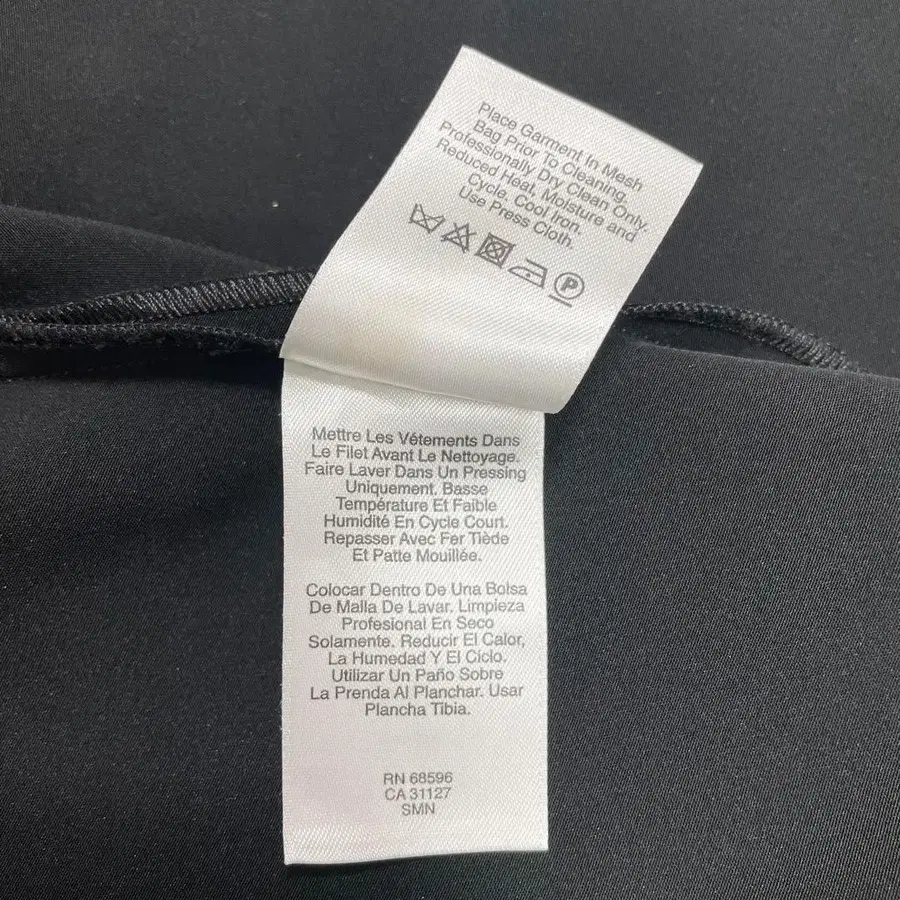 Place Garment In Mesh
Bag Prior To Cleaning.
Professionally Dry Clean Only.
Reduced Heat, Moisture and
Cycle. Cool Iron.
Use Press Cloth.
P
Mettre Les Vétements Dans
Le Filet Avant Le Nettoyage.
Faire Laver Dans Un Pressing
Uniquement. Basse
Température Et Faible
Humidité En Cycle Court.
Repasser Avec Fer Tiède
Et Patte Mouillée.
Colocar Dentro De Una Bolsa
De Malla De Lavar. Limpieza
Profesional En Seco
Solamente. Reducir El Calor,
La Humedad Y El Ciclo.
Utilizar Un Paño Sobre
La Prenda Al Planchar. Usar
Plancha Tibia.
RN 68596
CA 31127
SMN